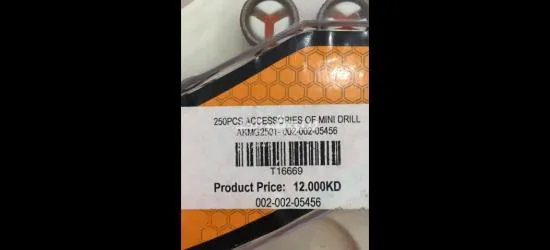 250PCS ACCESSORIES OF MINI DRILL
AKMG2501- 002-002-05456
T16669
Product Price: 12.000KD
002-002-05456